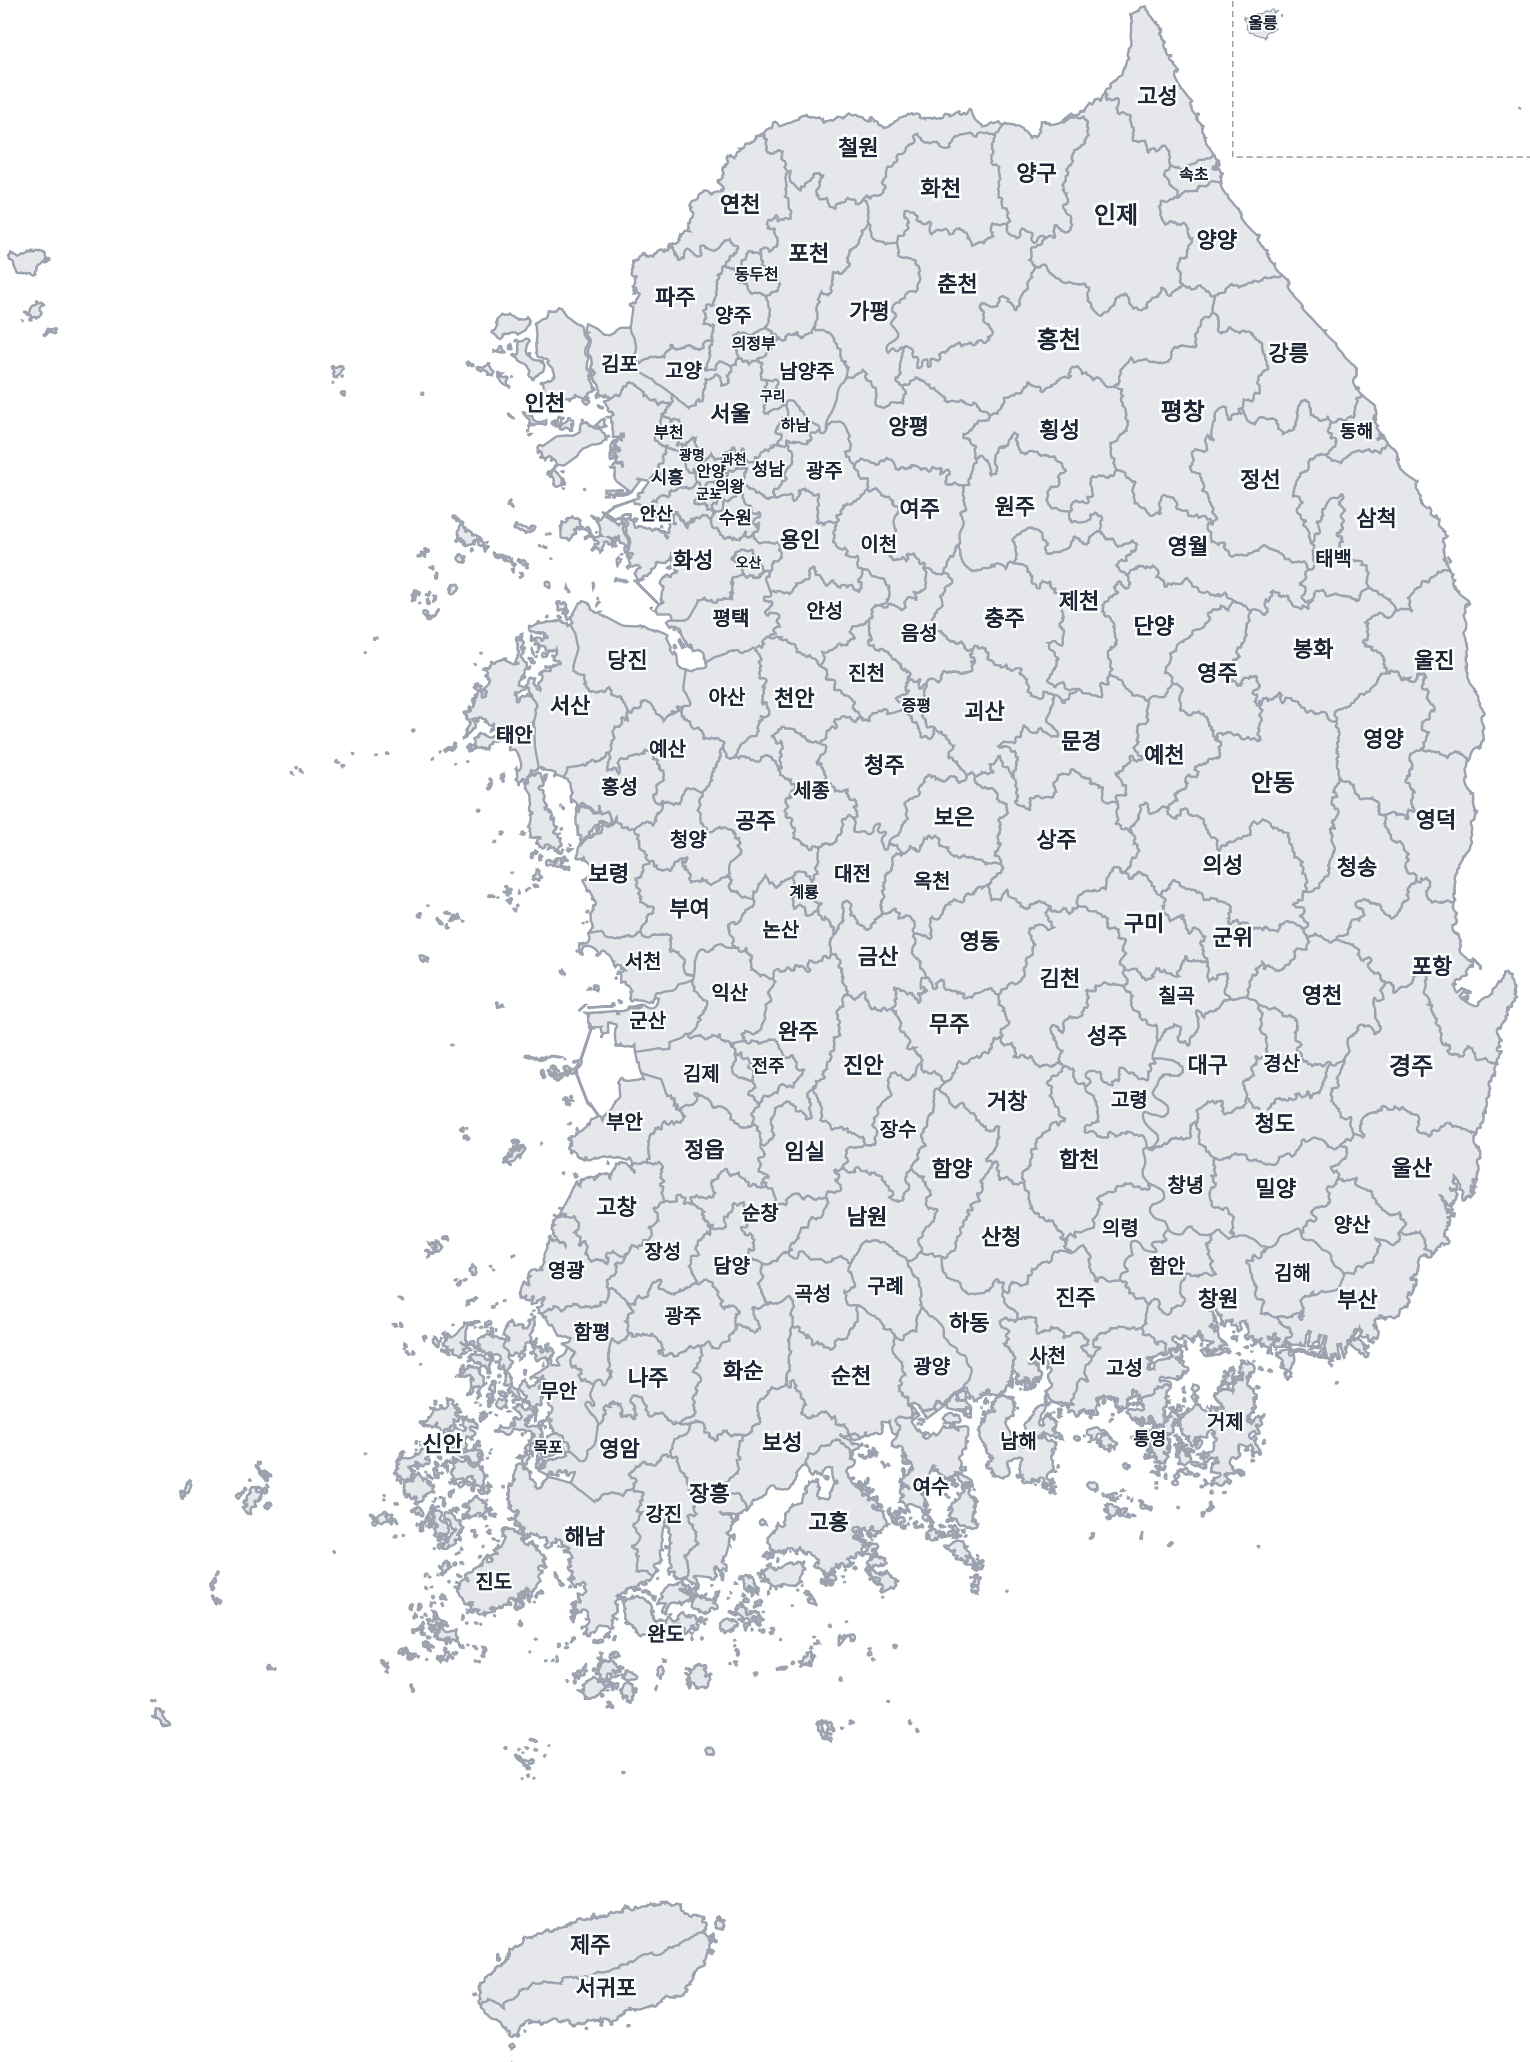 울릉
고성
철원
양구
속초
화천
연천
인제
양양
포천
동두천
춘천
파주
가평
양주
홍천
의정부
강릉
김포
고양
남양주
구리
인천
서울
평창
하남
양평
횡성
동해
부천
광명
과천
안양
성남
광주
시흥
의왕
군포
정선
여주
원주
안산
수원
삼척
용인
이천
영월
화성
오산
태백
제천
안성
평택
충주
단양
음성
봉화
당진
진천
영주
울진
아산
천안
서산
증평
괴산
태안
예산
문경
예천
영양
청주
안동
홍성
세종
공주
보은
영덕
청양
상주
보령
대전
옥천
의성
청송
계룡
부여
논산
구미
군위
영동
금산
서천
김천
포항
익산
칠곡
영천
군산
완주
무주
성주
김제
전주
진안
대구
경산
경주
거창
고령
부안
장수
청도
정읍
임실
함양
합천
울산
창녕
밀양
고창
순창
남원
의령
양산
장성
담양
산청
영광
구례
함안
김해
곡성
진주
창원
부산
광주
함평
하동
사천
나주
화순
순천
광양
고성
무안
거제
신안
목포
영암
보성
남해
통영
여수
장흥
강진
고흥
해남
진도
완도
제주
서귀포